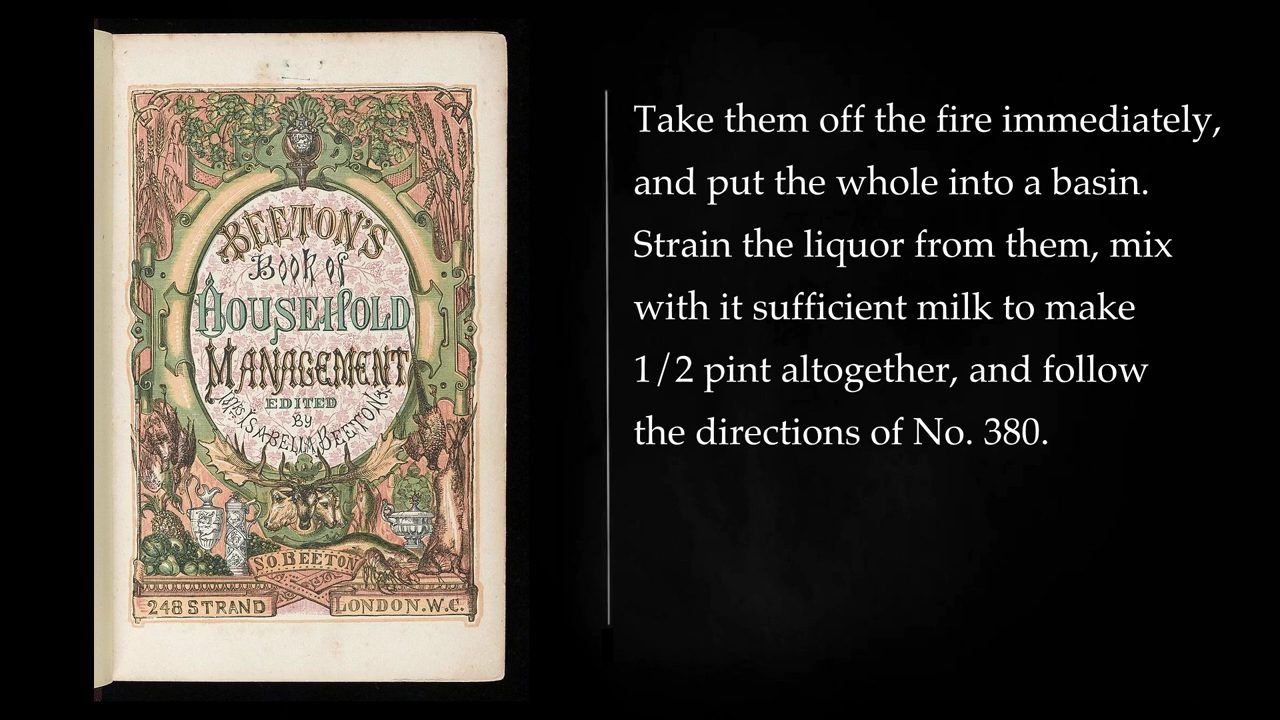 BEETON'S
Book of
HOUSEHOLD
MANAGEMENT
EDITED
BY
MRS ISABELLA BEETON
S.O. BEETON
248 STRAND
LONDON. W.C.
Take them off the fire immediately,
and put the whole into a basin.
Strain the liquor from them, mix
with it sufficient milk to make
1/2 pint altogether, and follow
the directions of No. 380.